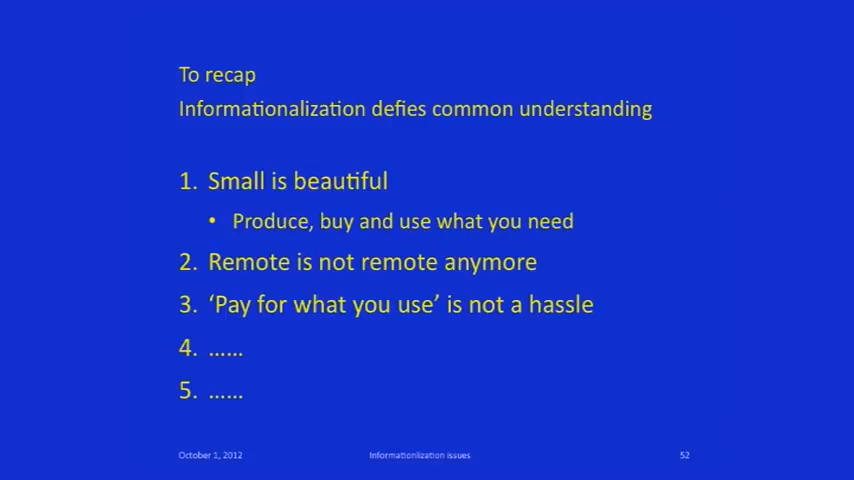 To recap
Informationalization defies common understanding
1. Small is beautiful
• Produce, buy and use what you need
2. Remote is not remote anymore
3. ‘Pay for what you use’ is not a hassle
4. ......
5. ......
October 1, 2012 Informationlization issues 52